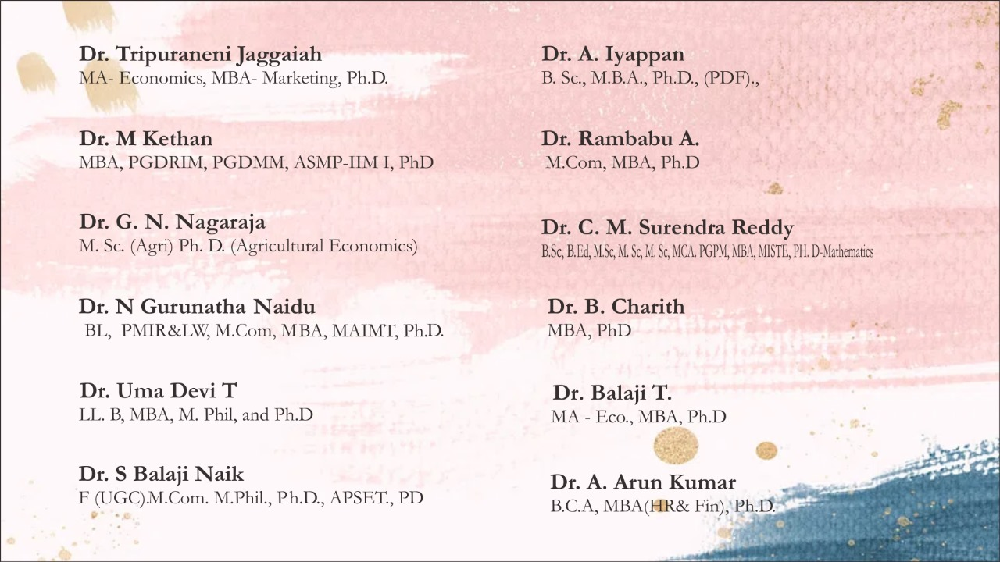 Dr. Tripuraneni Jaggaiah
MA- Economics, MBA- Marketing, Ph.D.
Dr. M Kethan
MBA, PGDRIM, PGDMM, ASMP-IIM I, PhD
Dr. G. N. Nagaraja
M. Sc. (Agri) Ph. D. (Agricultural Economics)
Dr. N Gurunatha Naidu
BL, PMIR&LW, M.Com, MBA, MAIMT, Ph.D.
Dr. Uma Devi T
LL. B, MBA, M. Phil, and Ph.D
Dr. S Balaji Naik
F (UGC).M.Com. M.Phil., Ph.D., APSET., PD
Dr. A. Iyappan
B. Sc., M.B.A., Ph.D., (PDF).,
Dr. Rambabu A.
M.Com, MBA, Ph.D
Dr. C. M. Surendra Reddy
B.Sc, B.Ed, M.Sc, M. Sc, M. Sc, MCA. PGPM, MBA, MISTE, PH. D-Mathematics
Dr. B. Charith
MBA, PhD
Dr. Balaji T.
MA - Eco., MBA, Ph.D
Dr. A. Arun Kumar
B.C.A, MBA(HR& Fin), Ph.D.